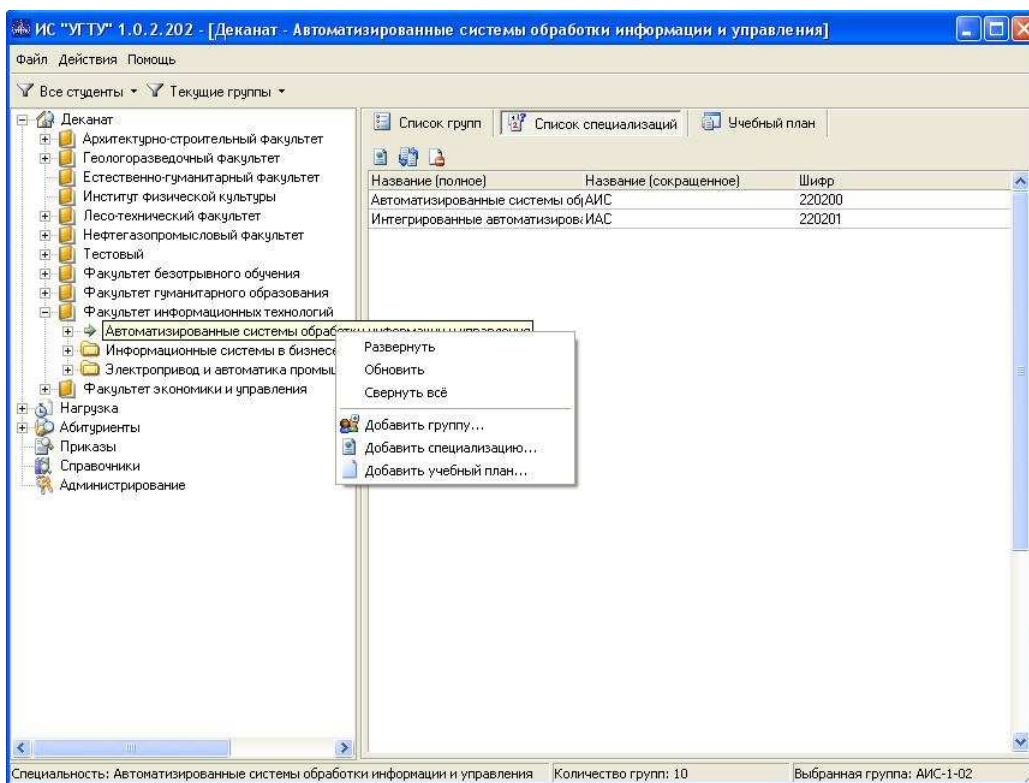 ИС "УГТУ" 1.0.2.202 - [Деканат - Автоматизированные системы обработки информации и управления]
Файл Действия Помощь
Все студенты Текущие группы
Деканат
Архитектурно-строительный факультет
Геологоразведочный факультет
Естественно-гуманитарный факультет
Институт физической культуры
Лесо-технический факультет
Нефтегазопромысловый факультет
Тестовый
Факультет безотрывного обучения
Факультет гуманитарного образования
Факультет информационных технологий
Автоматизированные системы обработки информации и управления
Информационные системы в бизнесе
Электропривод и автоматика промыш
Факультет экономики и управления
Нагрузка
Абитуриенты
Приказы
Справочники
Администрирование
Список групп Список специализаций Учебный план
Название (полное) Название (сокращенное) Шифр
Автоматизированные системы об АИС 220200
Интегрированные автоматизиров ИАС 220201
Развернуть
Обновить
Свернуть всё
Добавить группу...
Добавить специализацию...
Добавить учебный план...
Специальность: Автоматизированные системы обработки информации и управления Количество групп: 10 Выбранная группа: АИС-1-02